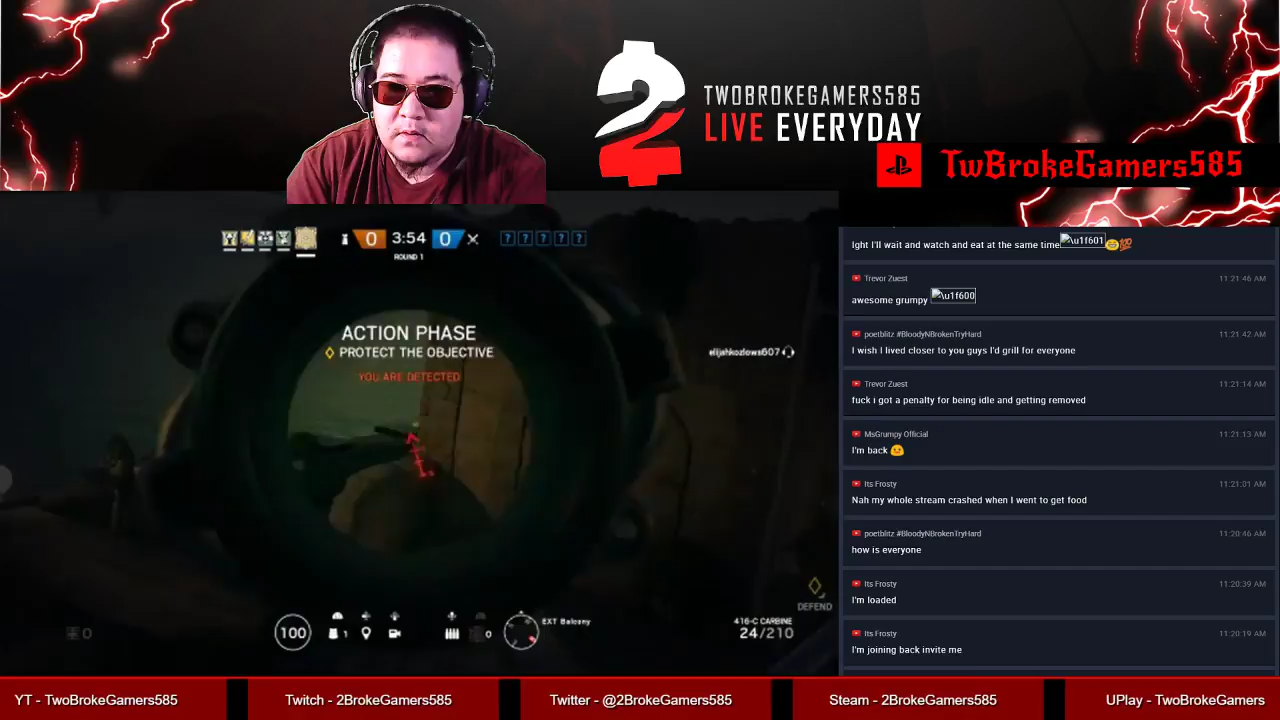 TWOBROKEGAMERS585
LIVE EVERYDAY
TwBrokeGamers585
0 3:54 0
ROUND 1
? ? ? ? ?
ACTION PHASE
PROTECT THE OBJECTIVE
YOU ARE DETECTED
elijahkozlows607
DEFEND
0
100
1
0
EXT Balcony
416-C CARBINE
24/210
Ight I'll wait and watch and eat at the same time \u1f601
Trevor Zuest 11:21:46 AM
awesome grumpy \u1f600
poetblitz #BloodyNBrokenTryHard 11:21:42 AM
I wish I lived closer to you guys I'd grill for everyone
Trevor Zuest 11:21:14 AM
fuck i got a penalty for being idle and getting removed
MsGrumpy Official 11:21:13 AM
I'm back
Its Frosty 11:21:01 AM
Nah my whole stream crashed when I went to get food
poetblitz #BloodyNBrokenTryHard 11:20:46 AM
how is everyone
Its Frosty 11:20:39 AM
I'm loaded
Its Frosty 11:20:19 AM
I'm joining back invite me
YT - TwoBrokeGamers585
Twitch - 2BrokeGamers585
Twitter - @2BrokeGamers585
Steam - 2BrokeGamers585
UPlay - TwoBrokeGamers